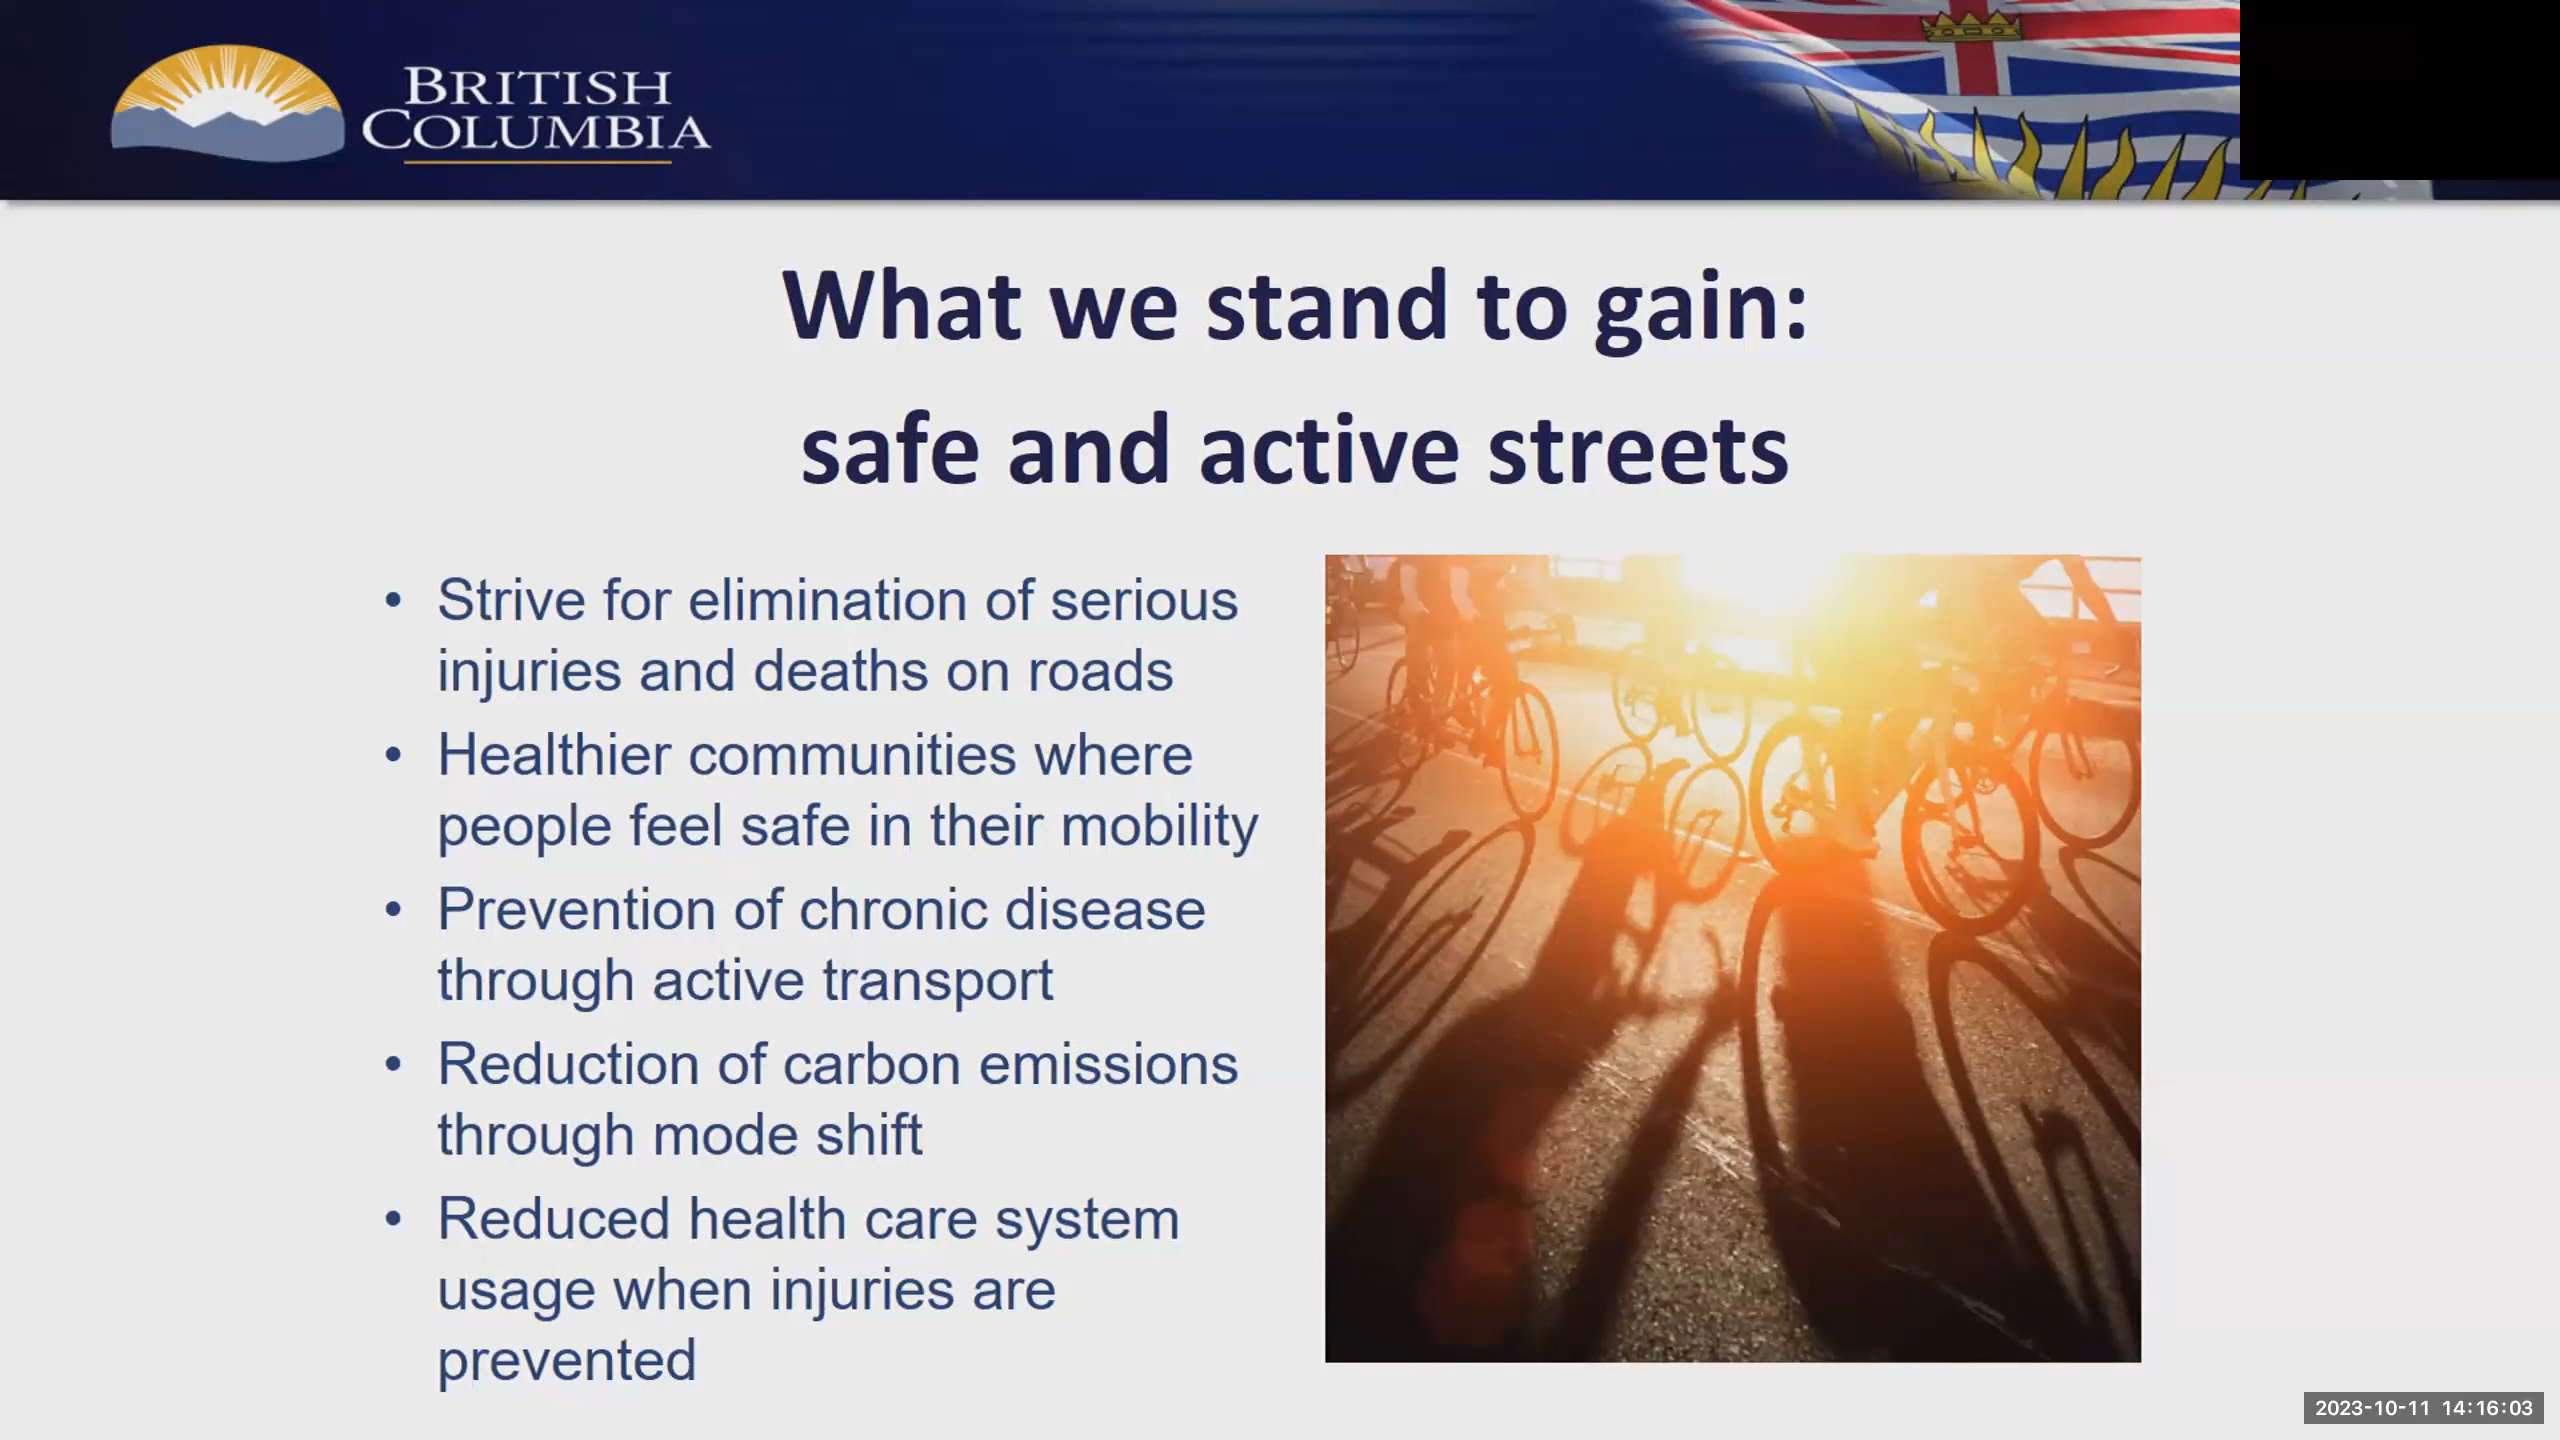 BRITISH
COLUMBIA
What we stand to gain:
safe and active streets
• Strive for elimination of serious
injuries and deaths on roads
• Healthier communities where
people feel safe in their mobility
• Prevention of chronic disease
through active transport
• Reduction of carbon emissions
through mode shift
• Reduced health care system
usage when injuries are
prevented
2023-10-11 14:16:03